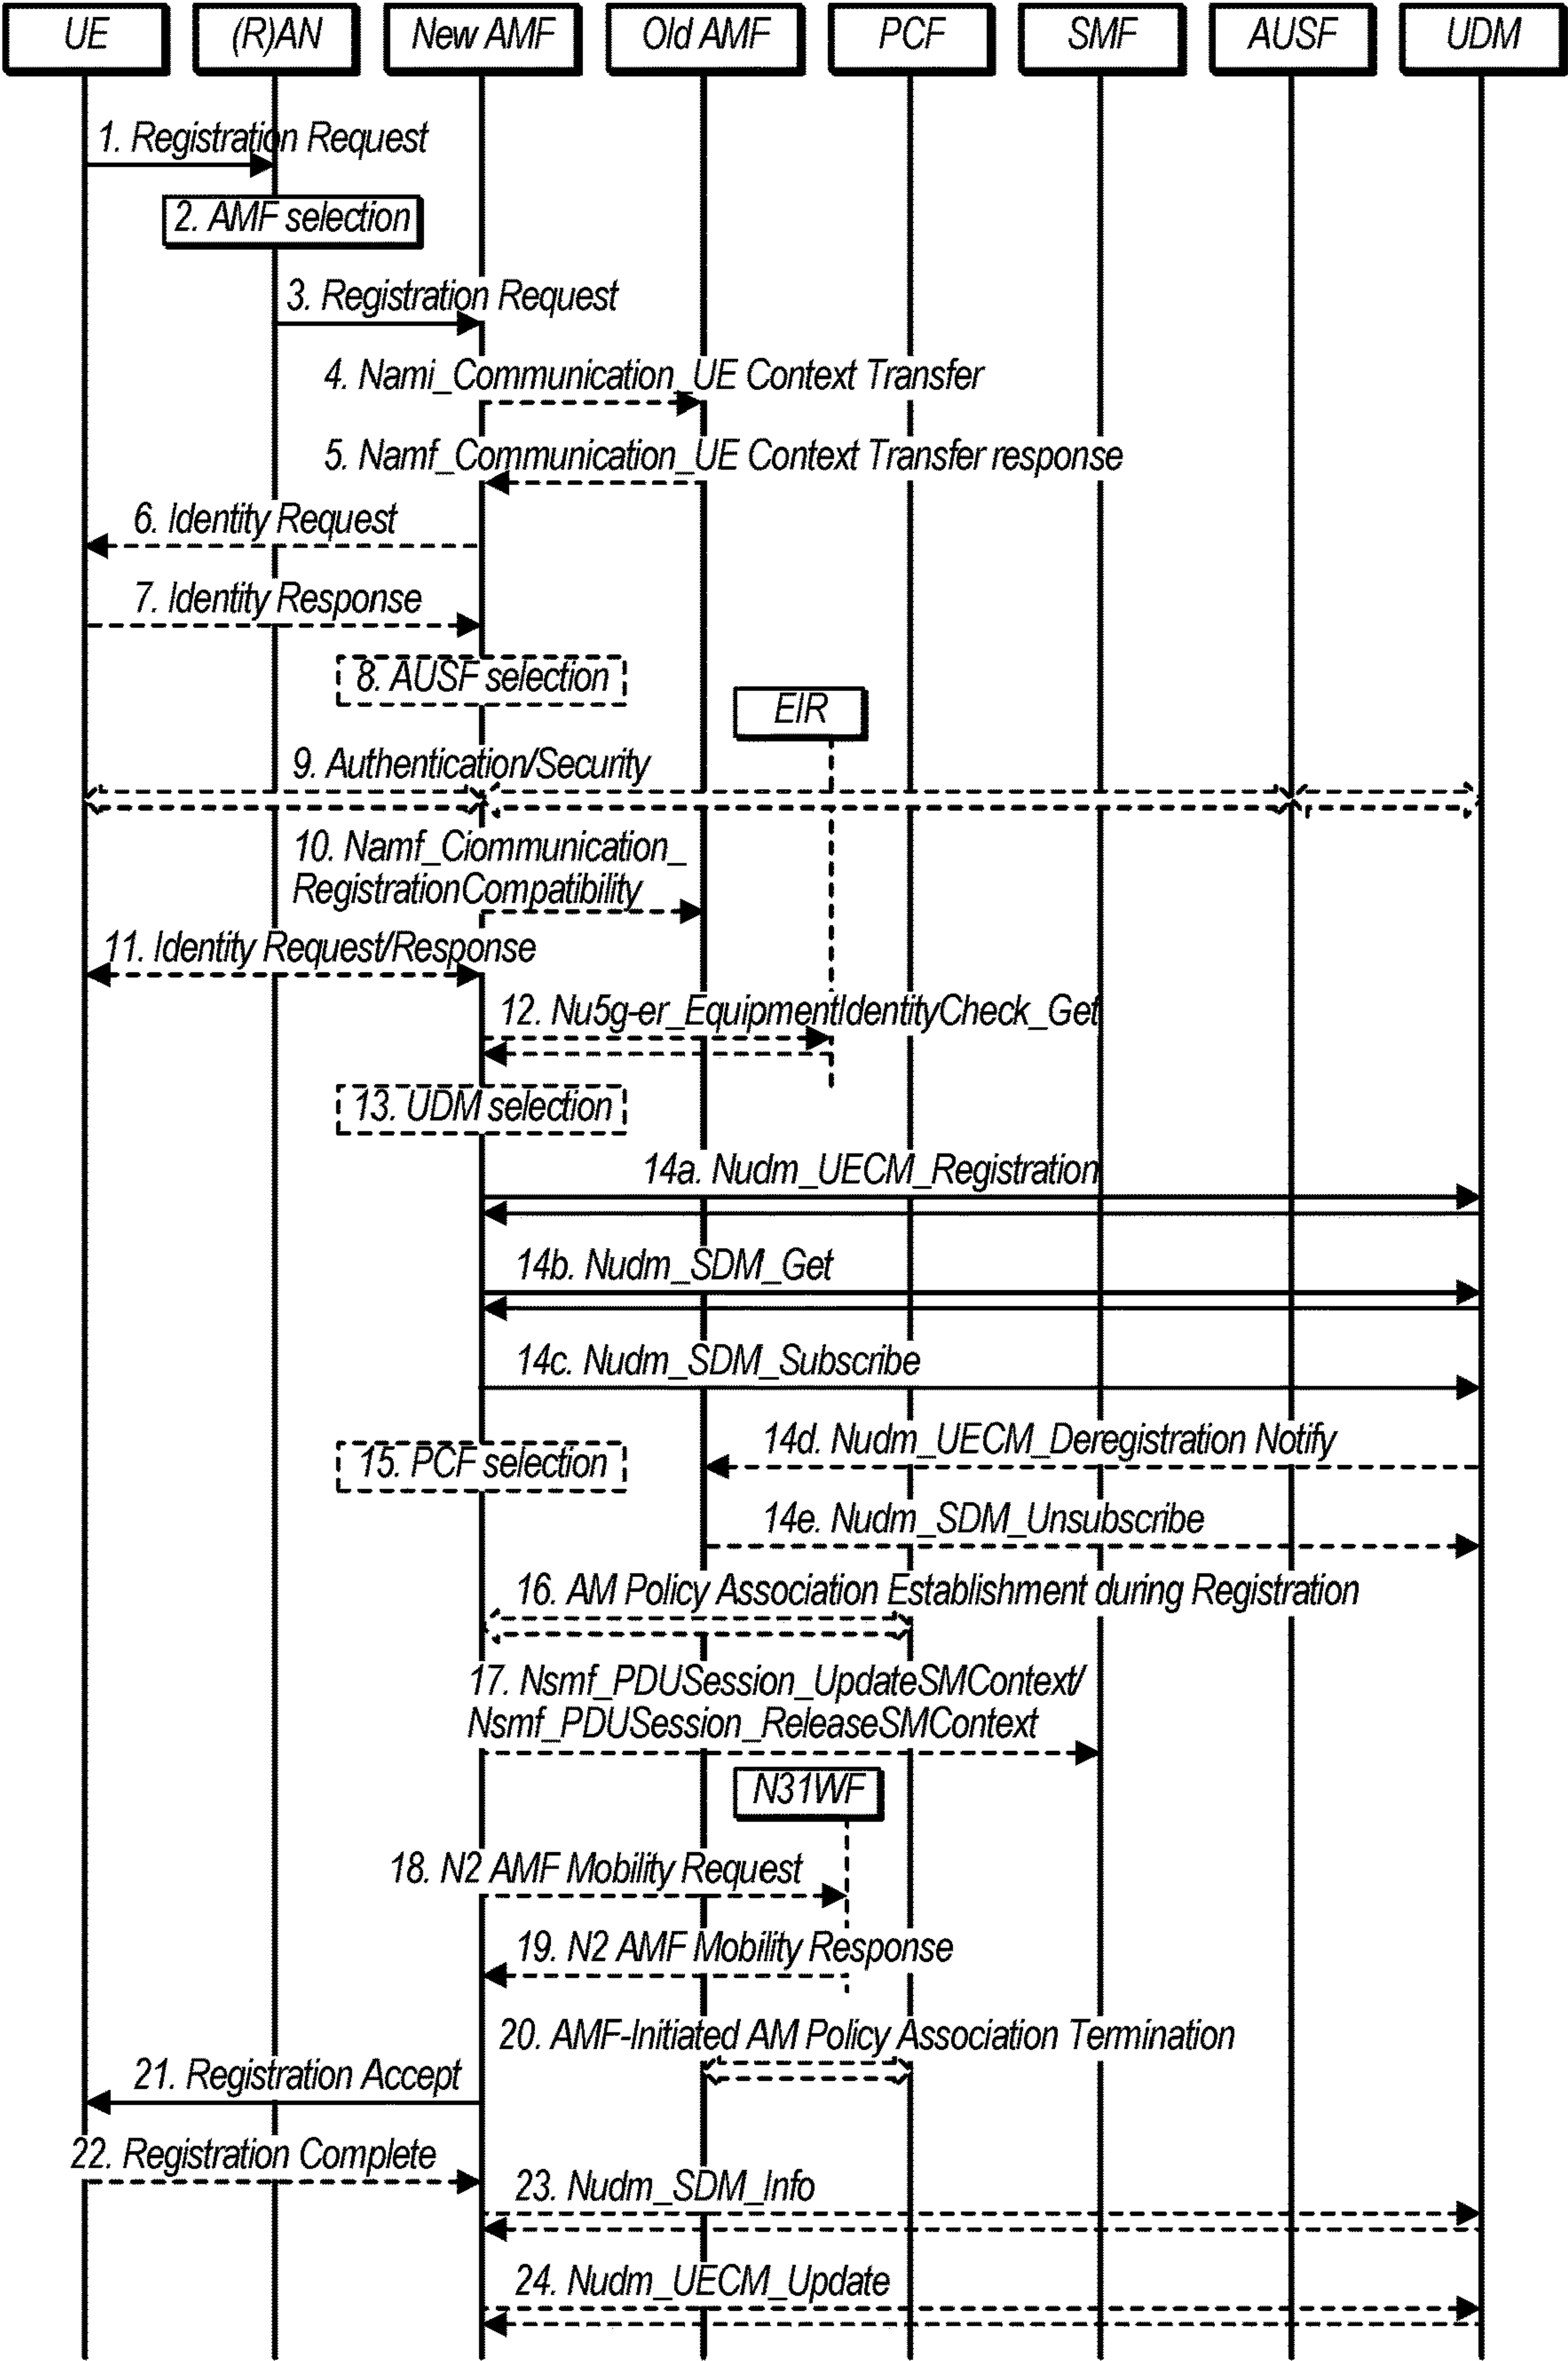 UE
(R)AN
New AMF
Old AMF
PCF
SMF
AUSF
UDM
1. Registration Request
2. AMF selection
3. Registration Request
4. Nami_Communication_UE Context Transfer
5. Namf_Communication_UE Context Transfer response
6. Identity Request
7. Identity Response
8. AUSF selection
EIR
9. Authentication/Security
10. Namf_Ciommunication_
RegistrationCompatibility
11. Identity Request/Response
12. Nu5g-er_EquipmentIdentityCheck_Get
13. UDM selection
14a. Nudm_UECM_Registration
14b. Nudm_SDM_Get
14c. Nudm_SDM_Subscribe
14d. Nudm_UECM_Deregistration Notify
15. PCF selection
14e. Nudm_SDM_Unsubscribe
16. AM Policy Association Establishment during Registration
17. Nsmf_PDUSession_UpdateSMContext/
Nsmf_PDUSession_ReleaseSMContext
N31WF
18. N2 AMF Mobility Request
19. N2 AMF Mobility Response
20. AMF-Initiated AM Policy Association Termination
21. Registration Accept
22. Registration Complete
23. Nudm_SDM_Info
24. Nudm_UECM_Update